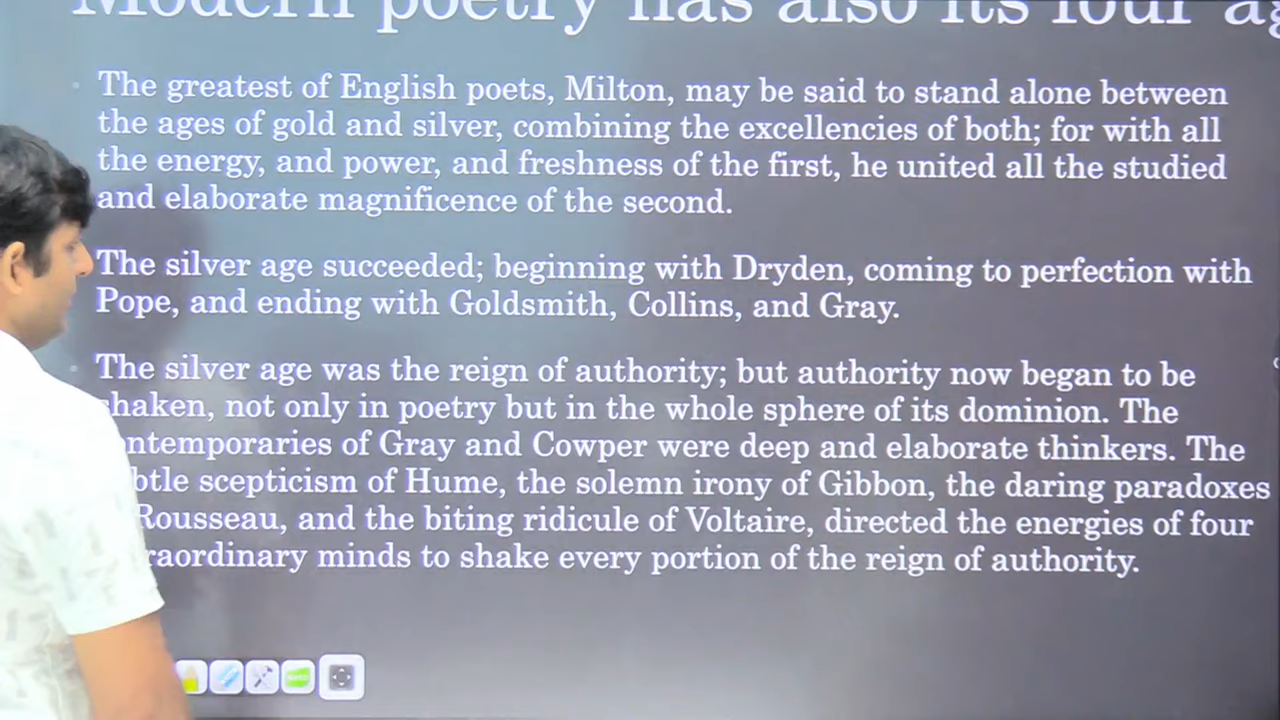 Modern poetry has also its four
The greatest of English poets, Milton, may be said to stand alone between
the ages of gold and silver, combining the excellencies of both; for with all
the energy, and power, and freshness of the first, he united all the studied
and elaborate magnificence of the second.
The silver age succeeded; beginning with Dryden, coming to perfection with
Pope, and ending with Goldsmith, Collins, and Gray.
The silver age was the reign of authority; but authority now began to be
shaken, not only in poetry but in the whole sphere of its dominion. The
ntemporaries of Gray and Cowper were deep and elaborate thinkers. The
btle scepticism of Hume, the solemn irony of Gibbon, the daring paradoxes
Rousseau, and the biting ridicule of Voltaire, directed the energies of four
raordinary minds to shake every portion of the reign of authority.